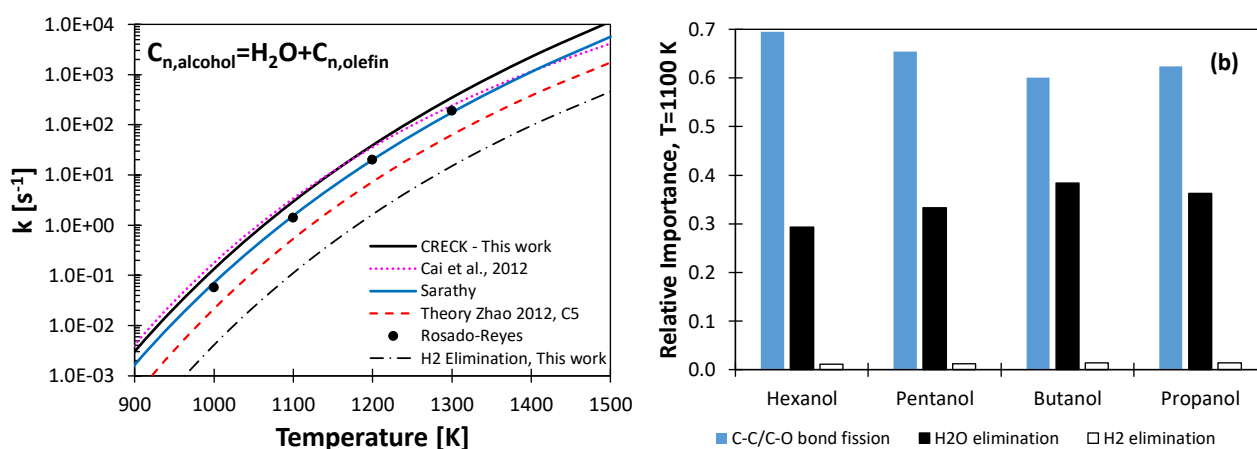 1.0E+04
1.0E+03
1.0E+02
1.0E+01
1.0E+00
1.0E-01
1.0E-02
1.0E-03
k [s⁻¹]
Cn,alcohol=H₂O+Cn,olefin
CRECK - This work
Cai et al., 2012
Sarathy
Theory Zhao 2012, C5
Rosado-Reyes
H2 Elimination, This work
900 1000 1100 1200 1300 1400 1500
Temperature [K]
0.7
0.6
0.5
0.4
0.3
0.2
0.1
0.0
Relative Importance, T=1100 K
(b)
Hexanol Pentanol Butanol Propanol
C-C/C-O bond fission H2O elimination H2 elimination